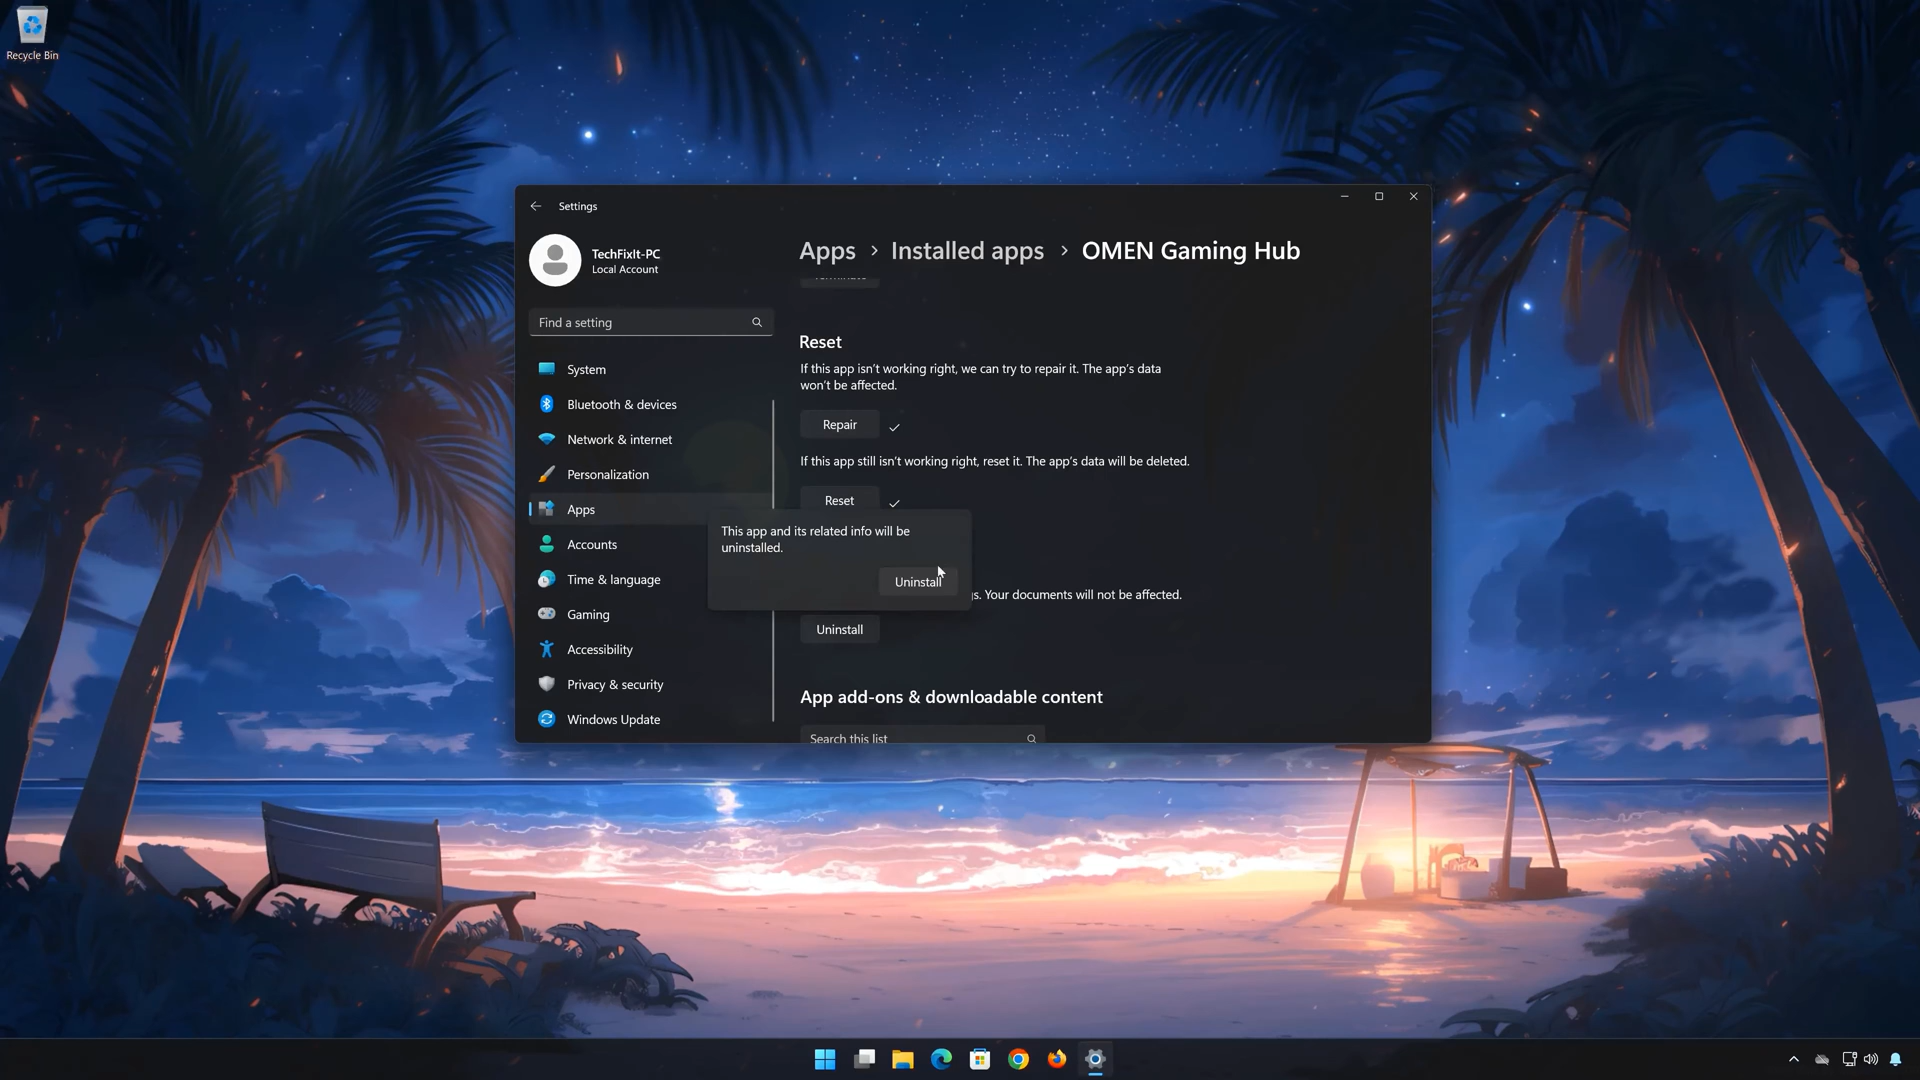 Recycle Bin
Settings
TechFixIt-PC
Local Account
Find a setting
System
Bluetooth & devices
Network & internet
Personalization
Apps
Accounts
Time & language
Gaming
Accessibility
Privacy & security
Windows Update
Apps > Installed apps > OMEN Gaming Hub
Terminate
Reset
If this app isn't working right, we can try to repair it. The app's data
won't be affected.
Repair
If this app still isn't working right, reset it. The app's data will be deleted.
Reset
This app and its related info will be
uninstalled.
Uninstall
. Your documents will not be affected.
Uninstall
App add-ons & downloadable content
Search this list